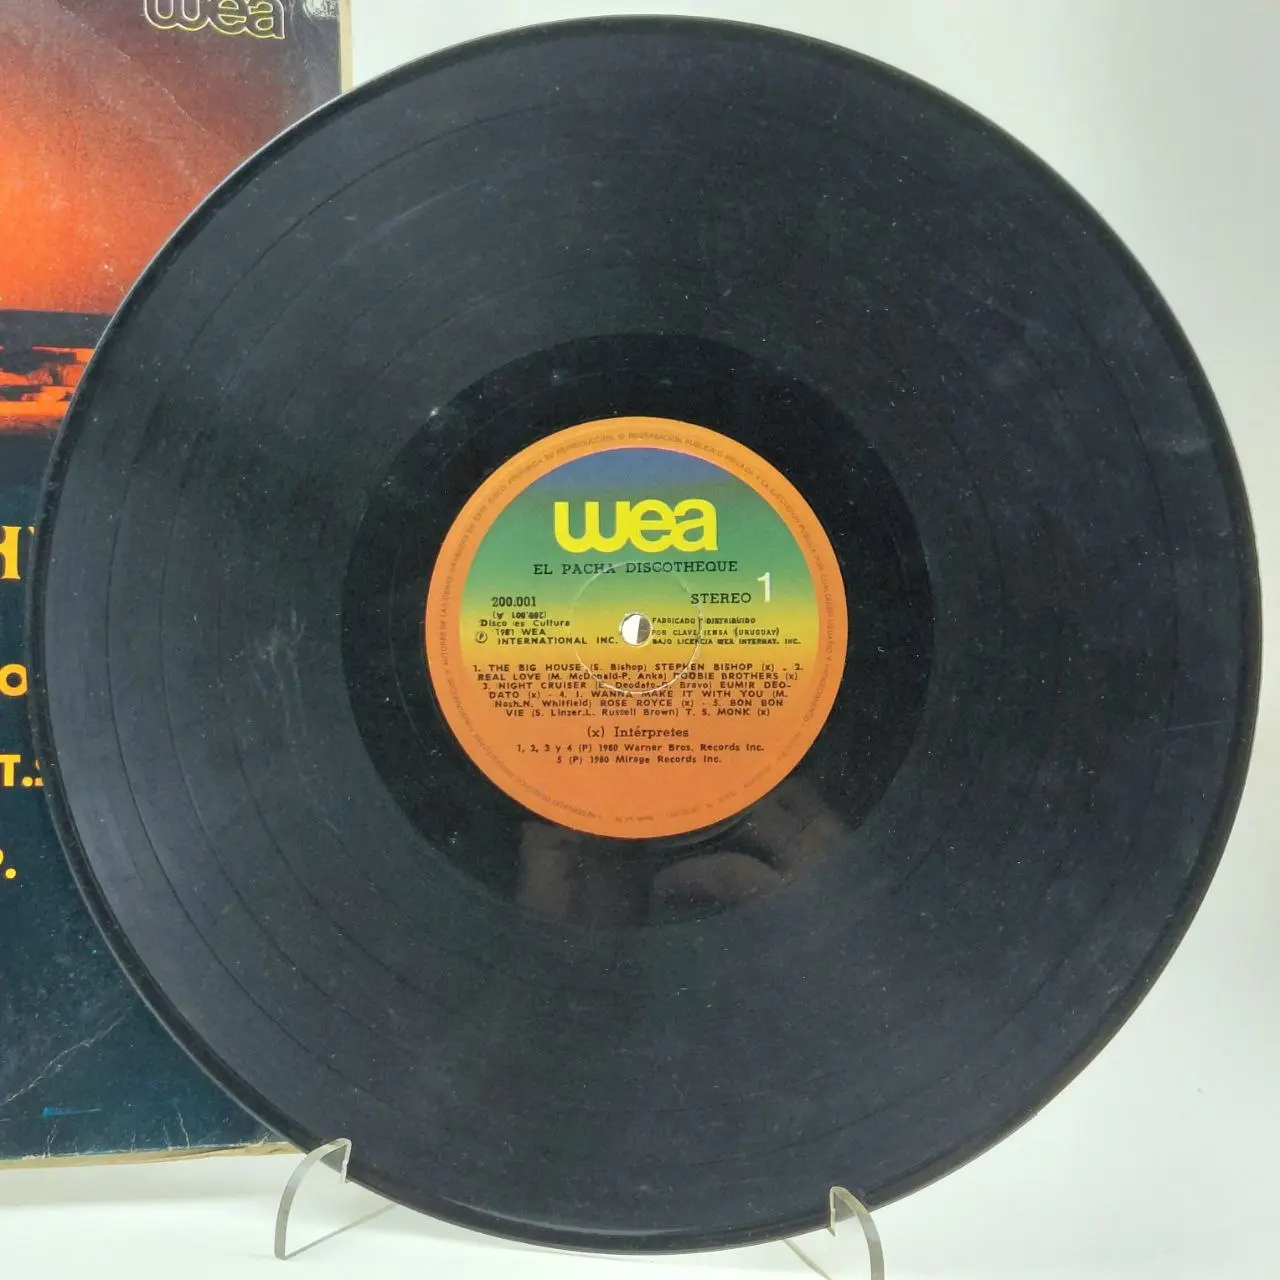 wea
wea
EL PACHA DISCOTHEQUE
200.001
STEREO 1
(200.001 A)
Disco es Cultura
℗ 1981 WEA
INTERNATIONAL INC.
FABRICADO Y DISTRIBUIDO
POR CLAVE IEMSA (URUGUAY)
BAJO LICENCIA WEA INTERNAT. INC.
1. THE BIG HOUSE (S. Bishop) STEPHEN BISHOP (x) - 2.
REAL LOVE (M. McDonald-P. Anka) DOOBIE BROTHERS (x)
3. NIGHT CRUISER (E. Deodato- Bravo) EUMIR DEO-
DATO (x) - 4. I. WANNA MAKE IT WITH YOU (M.
Nash.N. Whitfield) ROSE ROYCE (x) - 5. BON BON
VIE (S. Linzer.L. Russell Brown) T. S. MONK (x)
(x) Intérpretes
1, 2, 3 y 4 (P) 1980 Warner Bros. Records Inc.
5 (P) 1980 Mirage Records Inc.
T.S